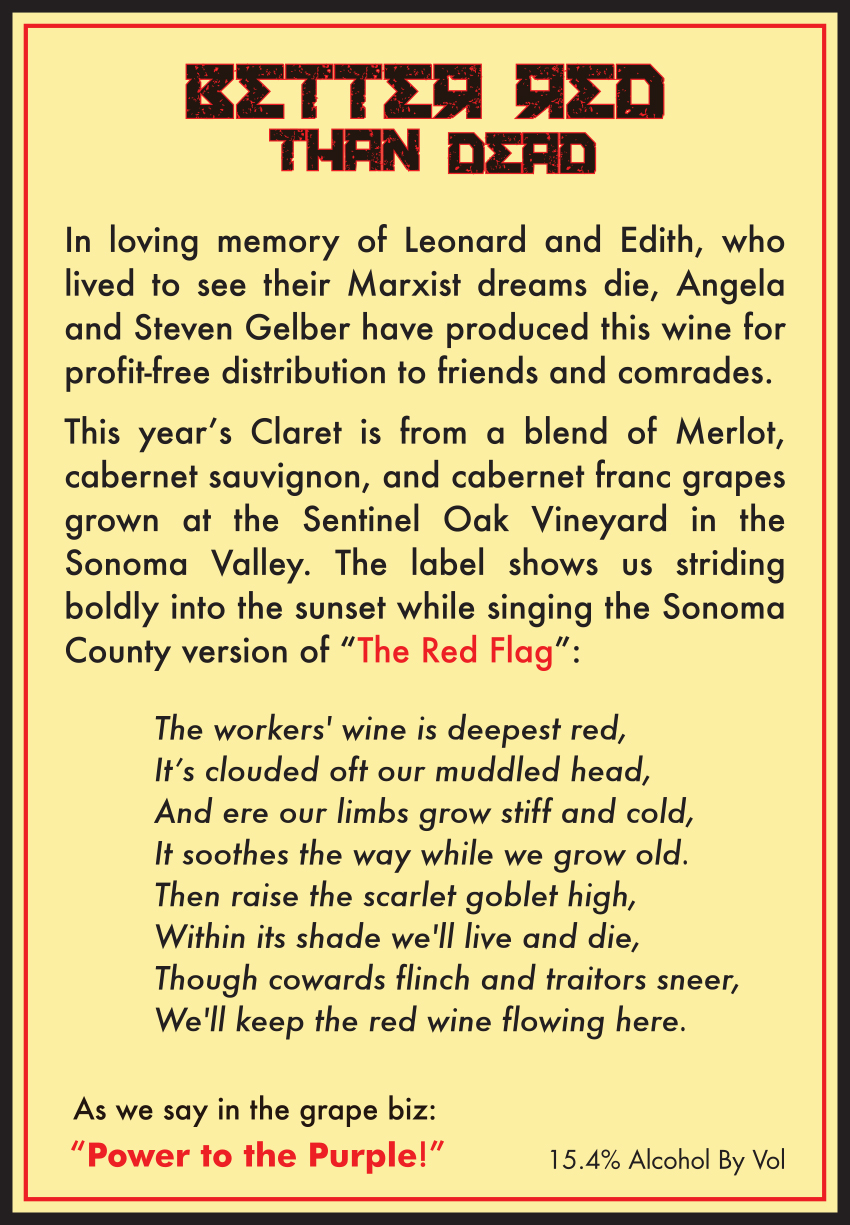 BETTER RED
THAN DEAD
In loving memory of Leonard and Edith, who
lived to see their Marxist dreams die, Angela
and Steven Gelber have produced this wine for
profit-free distribution to friends and comrades.
This year’s Claret is from a blend of Merlot,
cabernet sauvignon, and cabernet franc grapes
grown at the Sentinel Oak Vineyard in the
Sonoma Valley. The label shows us striding
boldly into the sunset while singing the Sonoma
County version of “The Red Flag”:
The workers' wine is deepest red,
It’s clouded oft our muddled head,
And ere our limbs grow stiff and cold,
It soothes the way while we grow old.
Then raise the scarlet goblet high,
Within its shade we'll live and die,
Though cowards flinch and traitors sneer,
We'll keep the red wine flowing here.
As we say in the grape biz:
“Power to the Purple!”
15.4% Alcohol By Vol